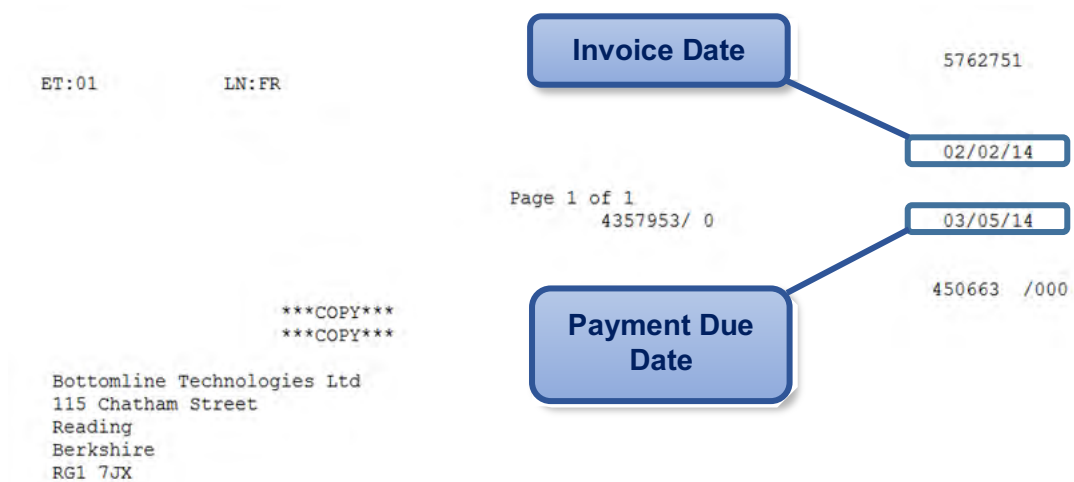 Invoice Date
5762751
ET:01 LN:FR
02/02/14
Page 1 of 1
4357953/ 0 03/05/14
450663 /000
***COPY***
***COPY***
Payment Due
Date
Bottomline Technologies Ltd
115 Chatham Street
Reading
Berkshire
RG1 7JX